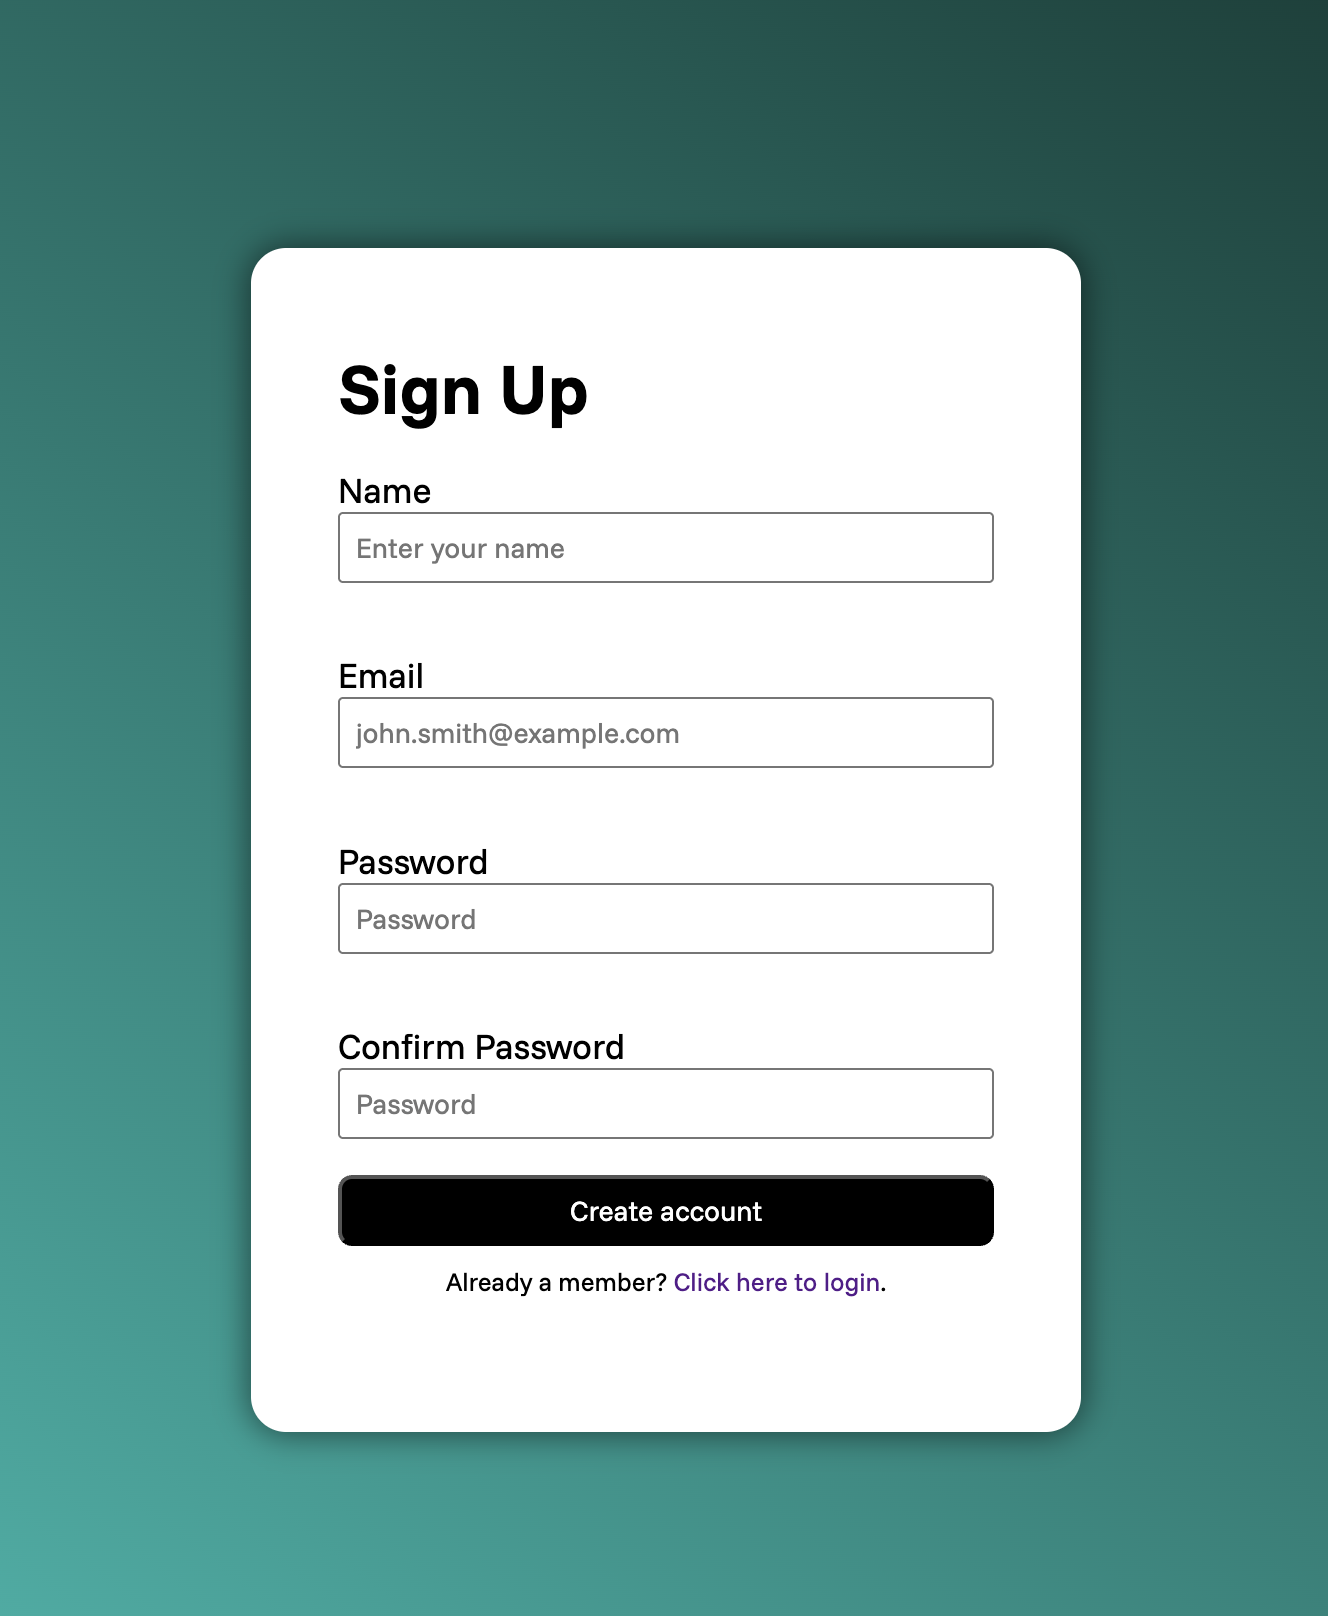 Sign Up
Name
Enter your name
Email
john.smith@example.com
Password
Password
Confirm Password
Password
Create account
Already a member? Click here to login.